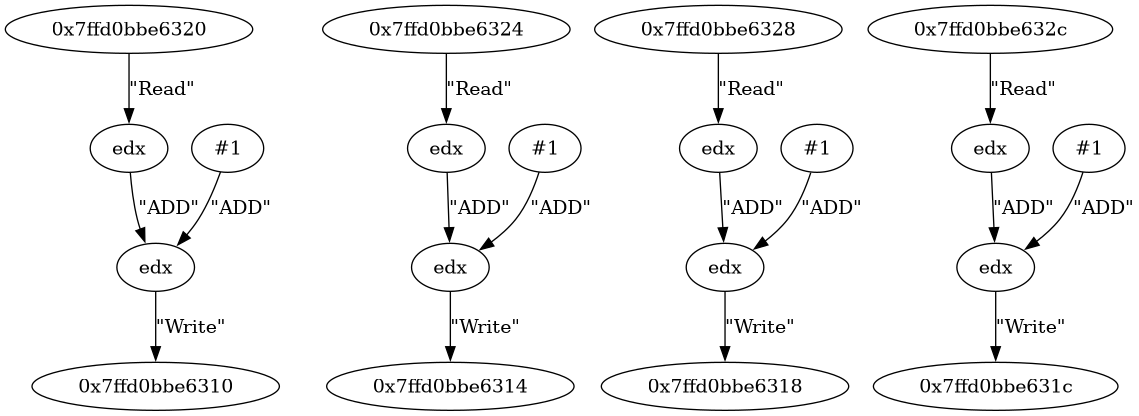 0x7ffd0bbe6320 0x7ffd0bbe6324 0x7ffd0bbe6328 0x7ffd0bbe632c
"Read" "Read" "Read" "Read"
edx #1 edx #1 edx #1 edx #1
"ADD" "ADD" "ADD" "ADD" "ADD" "ADD" "ADD" "ADD"
edx edx edx edx
"Write" "Write" "Write" "Write"
0x7ffd0bbe6310 0x7ffd0bbe6314 0x7ffd0bbe6318 0x7ffd0bbe631c